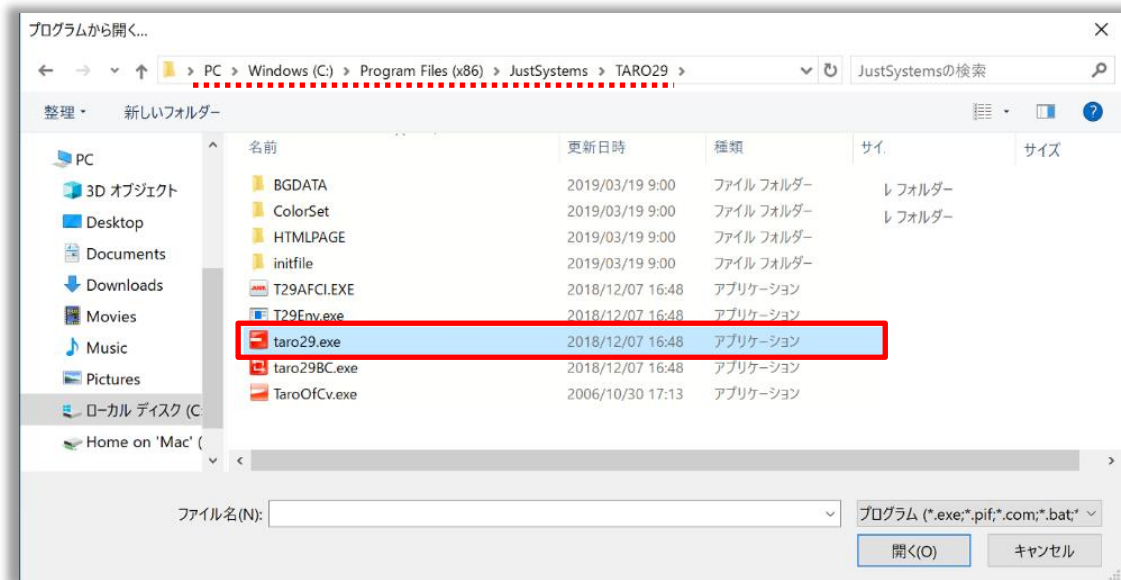 プログラムから開く...
PC > Windows (C:) > Program Files (x86) > JustSystems > TARO29 >
JustSystemsの検索
整理
新しいフォルダー
名前 更新日時 種類 サイ サイズ
PC
3D オブジェクト
Desktop
Documents
Downloads
Movies
Music
Pictures
ローカル ディスク (C
Home on 'Mac' (
BGDATA 2019/03/19 9:00 ファイル フォルダー
ColorSet 2019/03/19 9:00 ファイル フォルダー
HTMLPAGE 2019/03/19 9:00 ファイル フォルダー
initfile 2019/03/19 9:00 ファイル フォルダー
T29AFCI.EXE 2018/12/07 16:48 アプリケーション
T29Env.exe 2018/12/07 16:48 アプリケーション
taro29.exe 2018/12/07 16:48 アプリケーション
taro29BC.exe 2018/12/07 16:48 アプリケーション
TaroOfCv.exe 2006/10/30 17:13 アプリケーション
レ フォルダー
レ フォルダー
ファイル名(N):
プログラム (*.exe;*.pif;*.com;*.bat;*
開く(O)
キャンセル